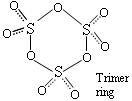 O O O
O S S O
O O
S
O O
Trimer
ring